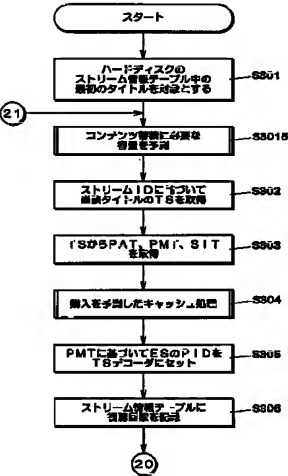 スタート
ハードディスクの
ストリーム情報テーブル中の
最初のタイトルを対象とする
S301
21
コンテンツ蓄積に必要な
容量を予測
S3015
ストリームIDに基づいて
当該タイトルのTSを取得
S302
TSからPAT、PMT、SIT
を取得
S303
購入を予測したキャッシュ処理
S304
PMTに基づいてESのPIDを
TSデコーダにセット
S305
ストリーム情報テーブルに
を記録
S306
20